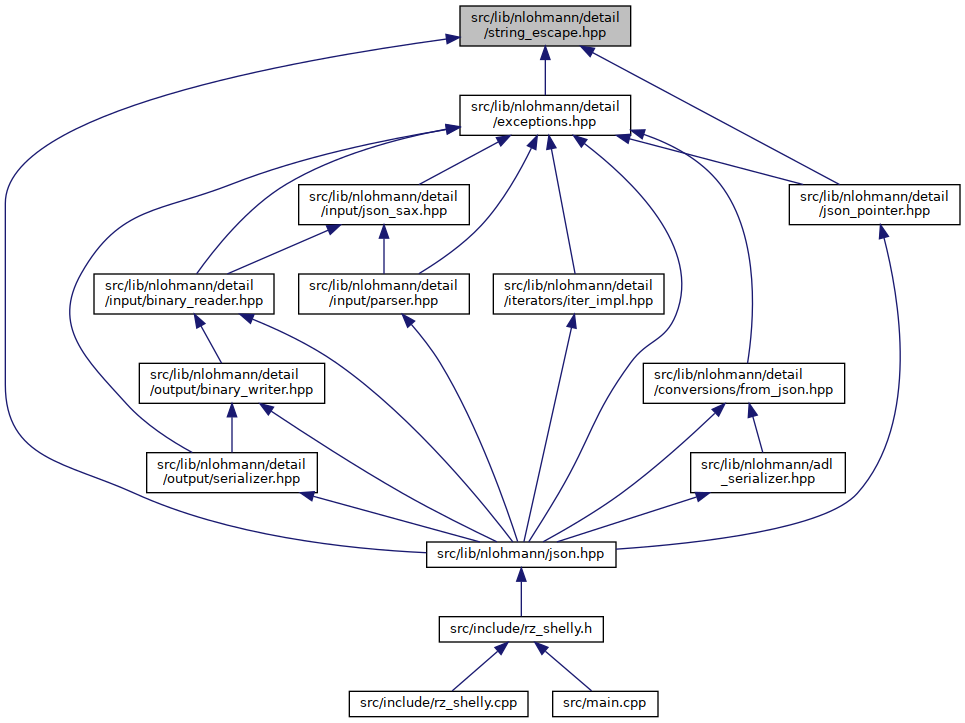 src/lib/nlohmann/detail
/string_escape.hpp
src/lib/nlohmann/detail
/exceptions.hpp
src/lib/nlohmann/detail
/input/json_sax.hpp
src/lib/nlohmann/detail
/json_pointer.hpp
src/lib/nlohmann/detail
/input/binary_reader.hpp
src/lib/nlohmann/detail
/input/parser.hpp
src/lib/nlohmann/detail
/iterators/iter_impl.hpp
src/lib/nlohmann/detail
/output/binary_writer.hpp
src/lib/nlohmann/detail
/conversions/from_json.hpp
src/lib/nlohmann/detail
/output/serializer.hpp
src/lib/nlohmann/adl
_serializer.hpp
src/lib/nlohmann/json.hpp
src/include/rz_shelly.h
src/include/rz_shelly.cpp
src/main.cpp